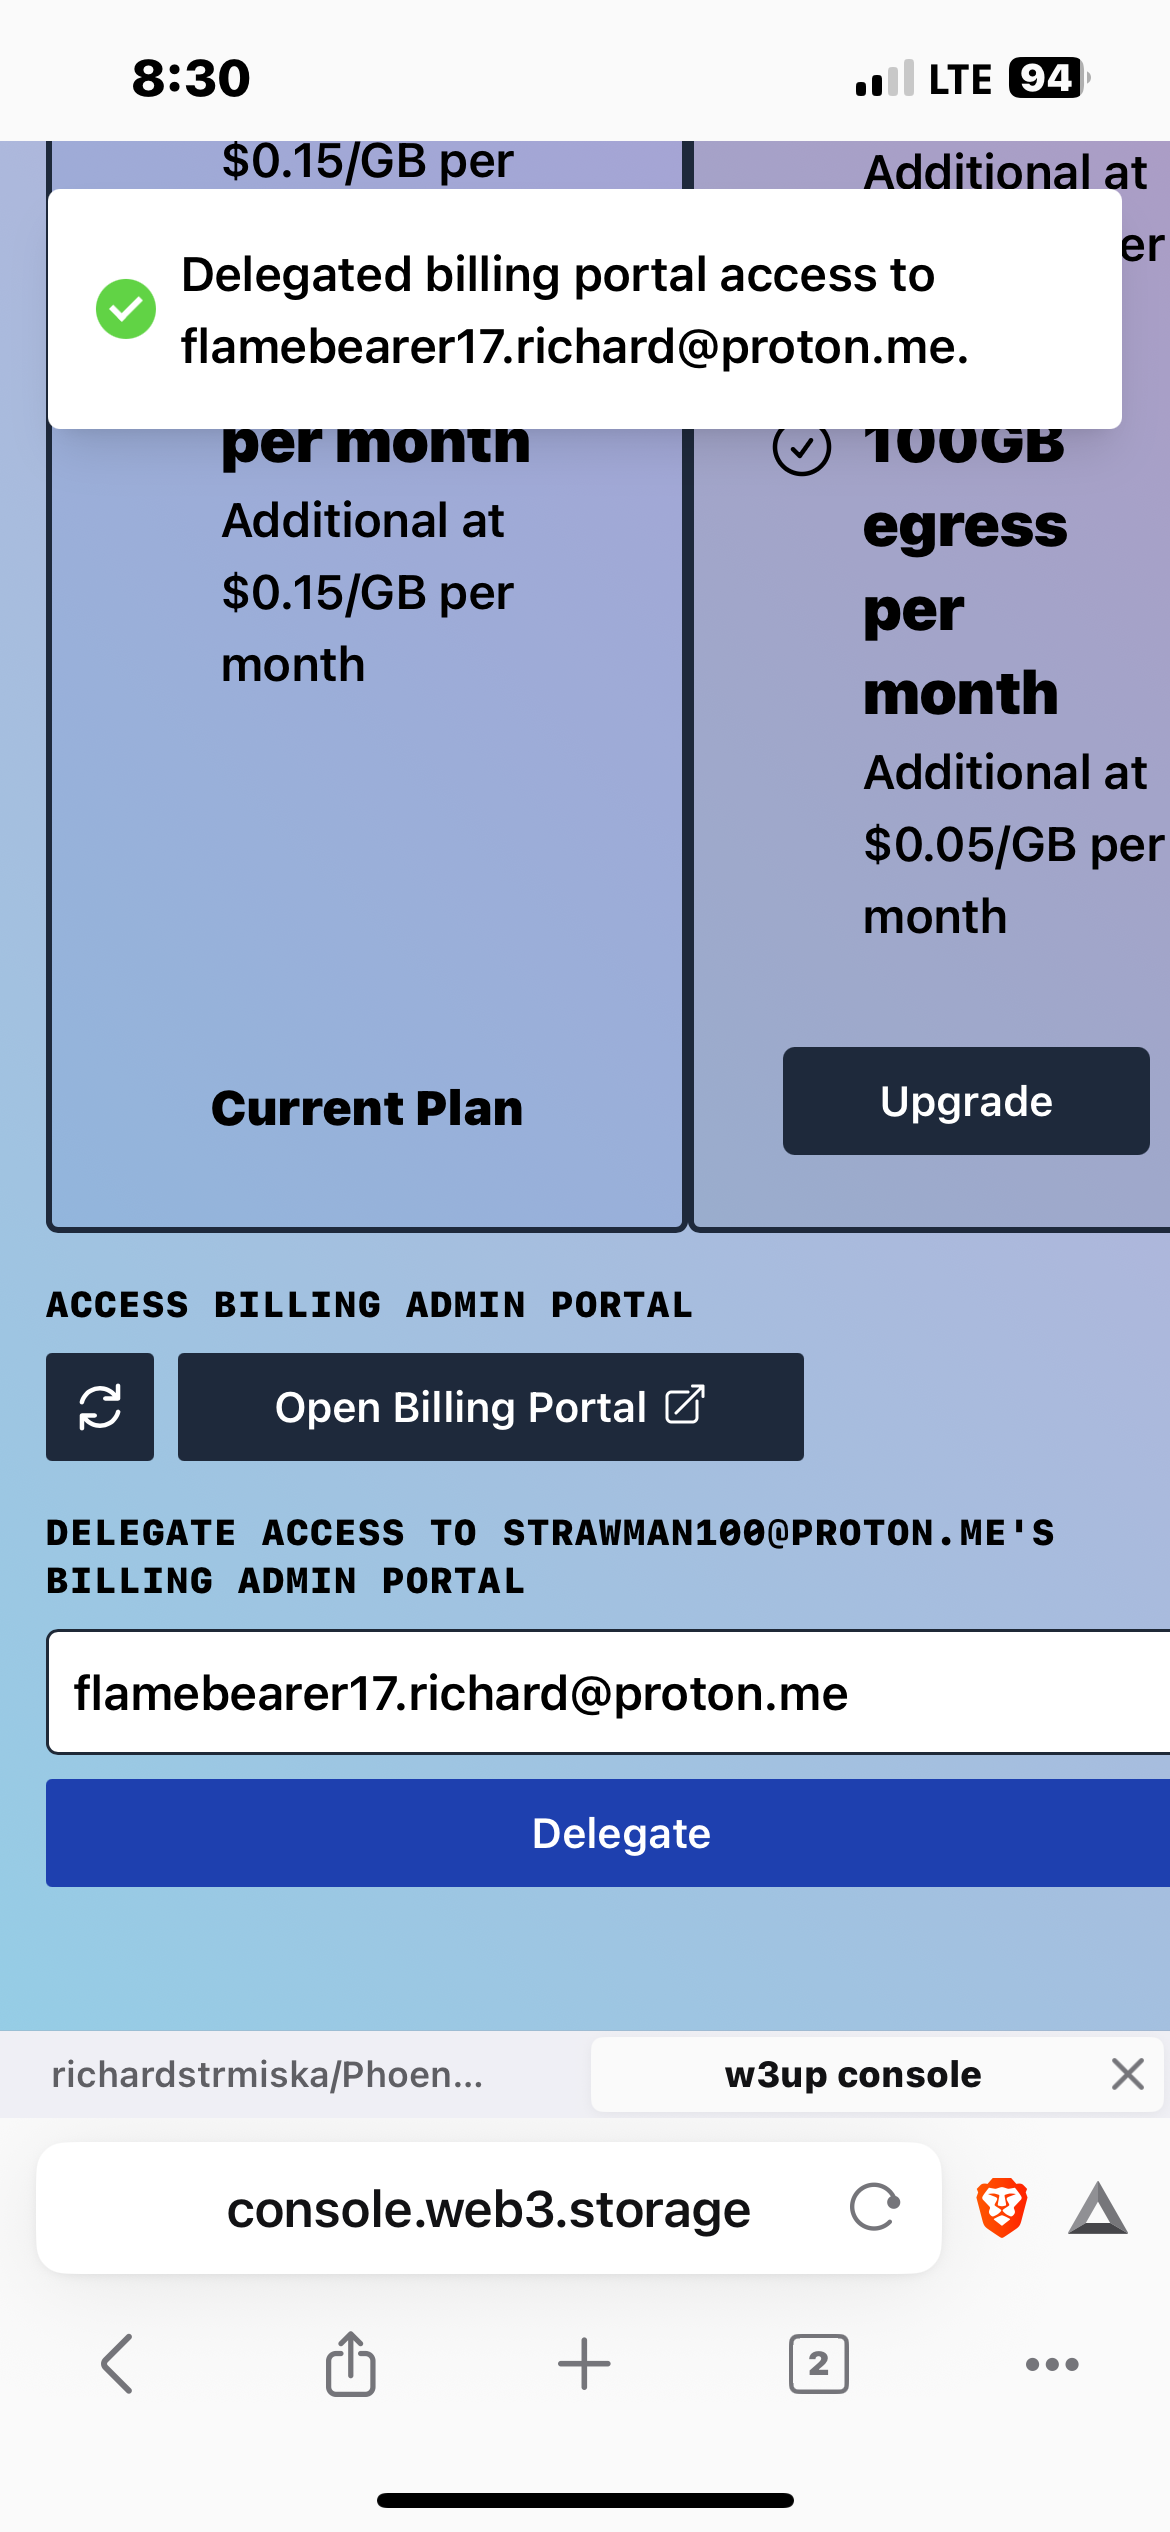 8:30
LTE 94
$0.15/GB per
Additional at
er
Delegated billing portal access to
flamebearer17.richard@proton.me.
per month
Additional at
$0.15/GB per
month
100GB
egress
per
month
Additional at
$0.05/GB per
month
Current Plan
Upgrade
ACCESS BILLING ADMIN PORTAL
Open Billing Portal
DELEGATE ACCESS TO STRAWMAN100@PROTON.ME'S
BILLING ADMIN PORTAL
flamebearer17.richard@proton.me
Delegate
richardstrmiska/Phoen...
w3up console
console.web3.storage
2